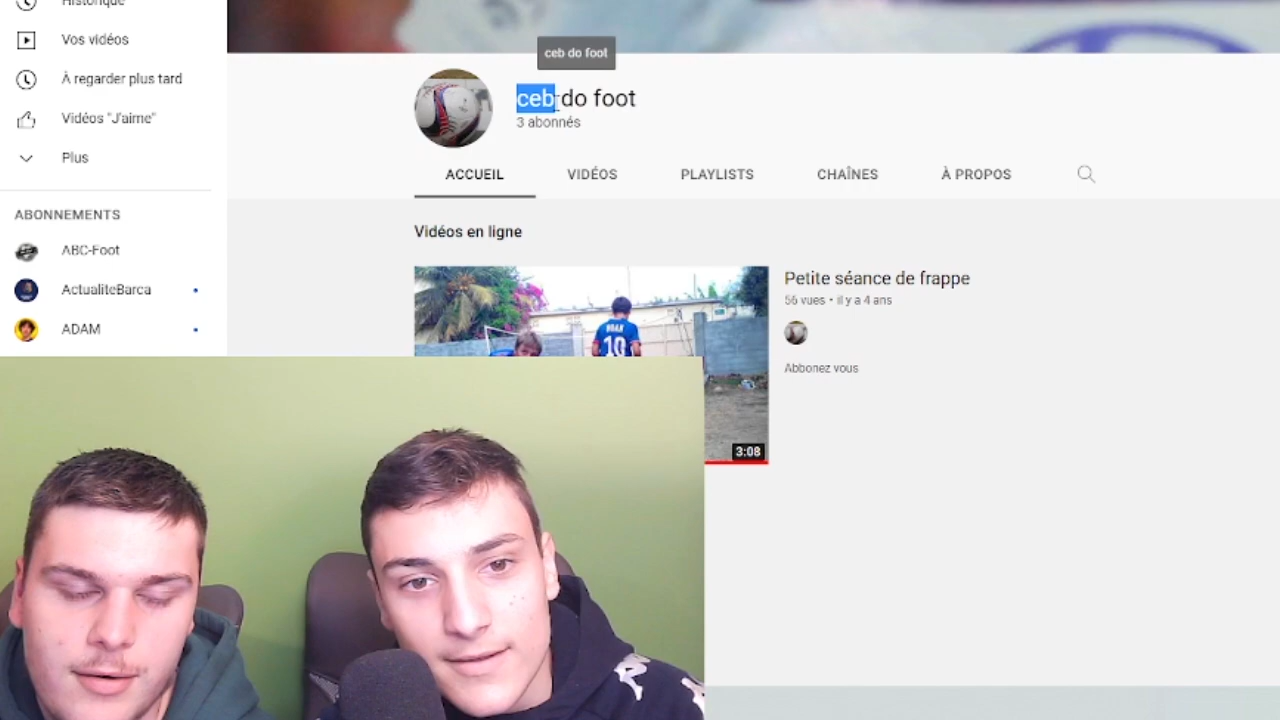 Historique
Vos vidéos
À regarder plus tard
Vidéos "J'aime"
Plus
ABONNEMENTS
ABC-Foot
ActualiteBarca
ADAM
ceb do foot
ceb do foot
3 abonnés
ACCUEIL
VIDÉOS
PLAYLISTS
CHAÎNES
À PROPOS
Vidéos en ligne
10
3:08
Petite séance de frappe
56 vues • il y a 4 ans
Abbonez vous